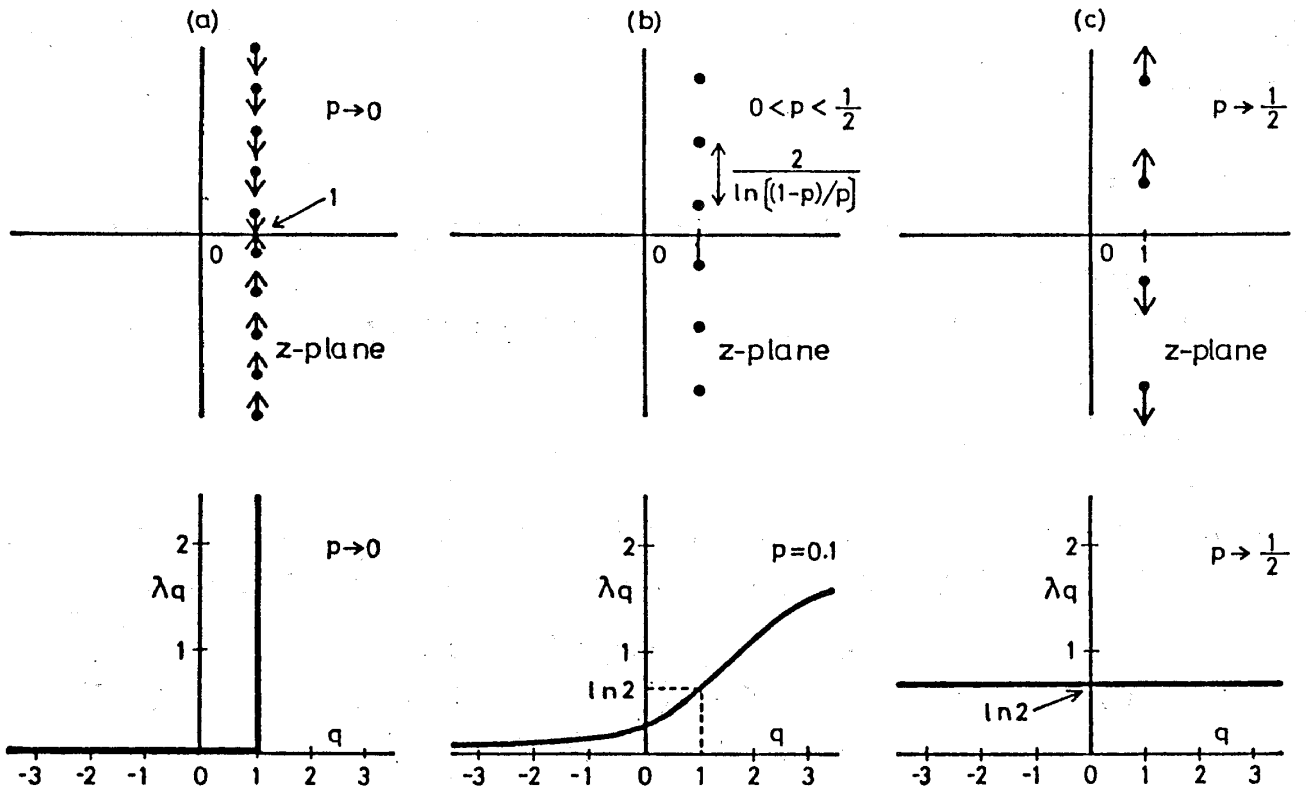 (a)
p→0
1
0
z-plane
(b)
0<p<1/2
2/ln[(1-p)/p]
0 1
z-plane
(c)
p→1/2
0 1
z-plane
2
p→0
λq
1
q
-3 -2 -1 0 1 2 3
2
p=0.1
λq
1
ln2
q
-3 -2 -1 0 1 2 3
2
p→1/2
λq
1
ln2
q
-3 -2 -1 0 1 2 3